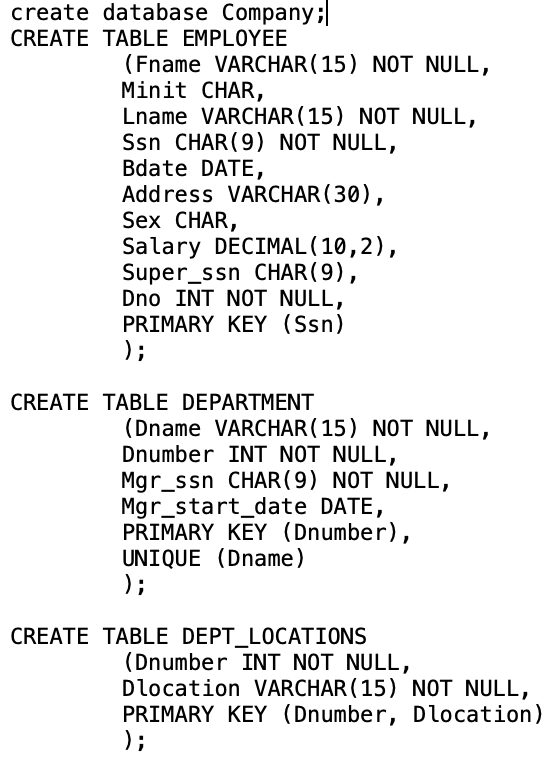 create database Company;
CREATE TABLE EMPLOYEE
(Fname VARCHAR(15) NOT NULL,
Minit CHAR,
Lname VARCHAR(15) NOT NULL,
Ssn CHAR(9) NOT NULL,
Bdate DATE,
Address VARCHAR(30),
Sex CHAR,
Salary DECIMAL(10,2),
Super_ssn CHAR(9),
Dno INT NOT NULL,
PRIMARY KEY (Ssn)
);
CREATE TABLE DEPARTMENT
(Dname VARCHAR(15) NOT NULL,
Dnumber INT NOT NULL,
Mgr_ssn CHAR(9) NOT NULL,
Mgr_start_date DATE,
PRIMARY KEY (Dnumber),
UNIQUE (Dname)
);
CREATE TABLE DEPT_LOCATIONS
(Dnumber INT NOT NULL,
Dlocation VARCHAR(15) NOT NULL,
PRIMARY KEY (Dnumber, Dlocation)
);